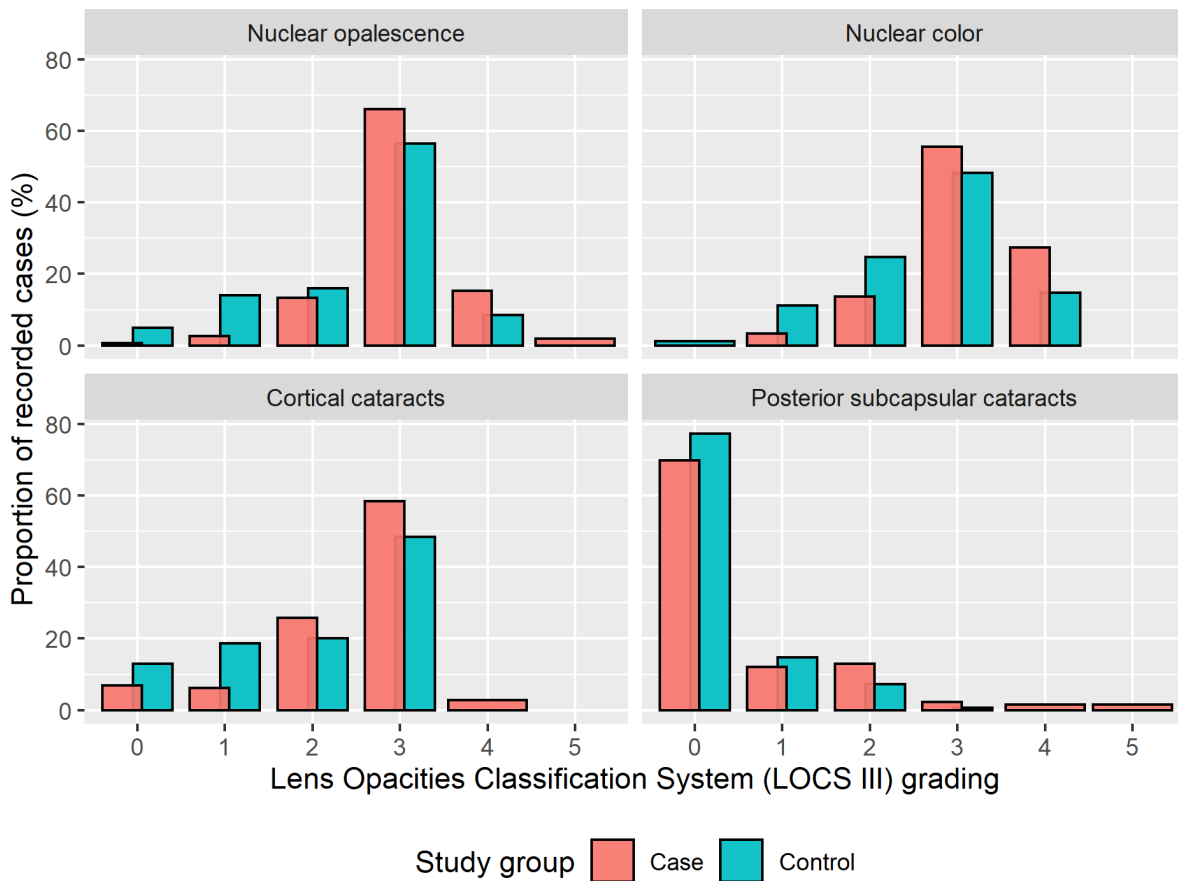 Nuclear opalescence
Nuclear color
80
60
40
20
0
Cortical cataracts
Posterior subcapsular cataracts
80
60
40
20
0
Proportion of recorded cases (%)
0 1 2 3 4 5
0 1 2 3 4 5
Lens Opacities Classification System (LOCS III) grading
Study group Case Control